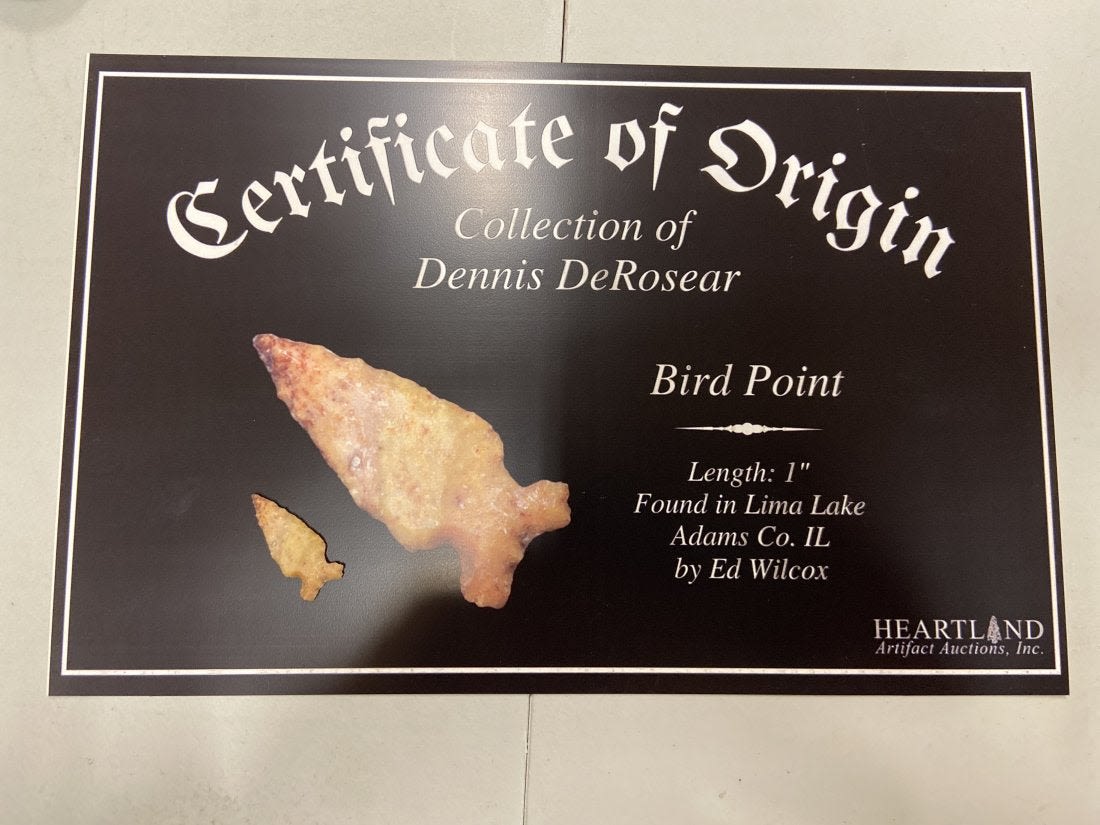 Certificate of Origin
Collection of
Dennis DeRosear
Bird Point
Length: 1"
Found in Lima Lake
Adams Co. IL
by Ed Wilcox
HEARTLAND
Artifact Auctions, Inc.